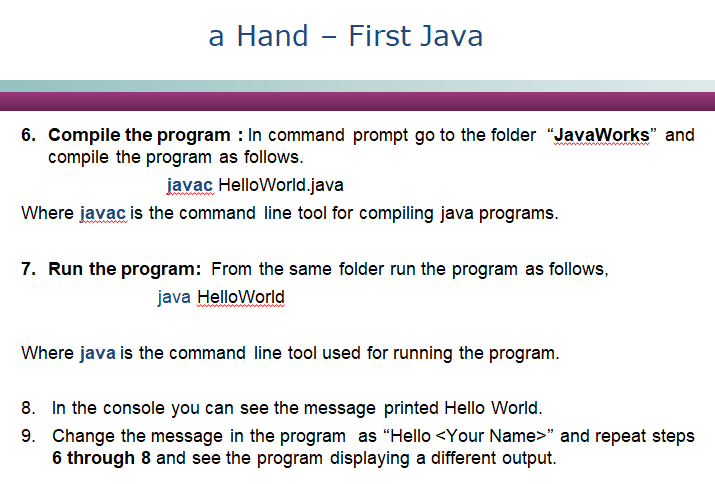 a Hand – First Java
6. Compile the program : In command prompt go to the folder “JavaWorks” and
compile the program as follows.
javac HelloWorld.java
Where javac is the command line tool for compiling java programs.
7. Run the program: From the same folder run the program as follows,
java HelloWorld
Where java is the command line tool used for running the program.
8. In the console you can see the message printed Hello World.
9. Change the message in the program as “Hello <Your Name>” and repeat steps
6 through 8 and see the program displaying a different output.